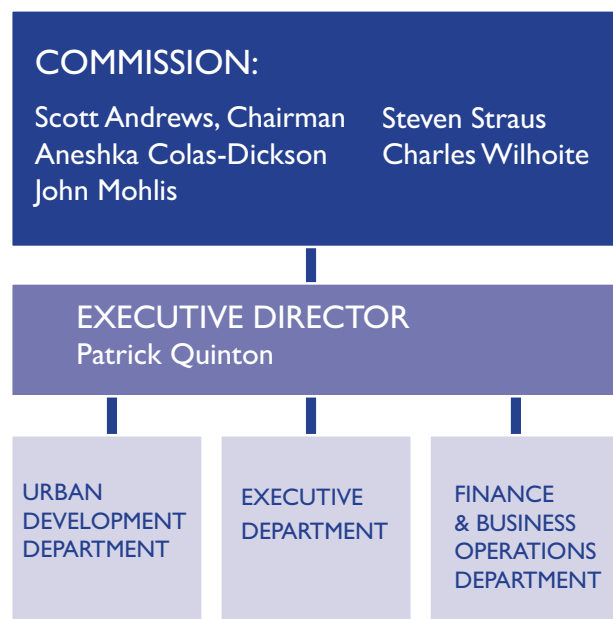 COMMISSION:
Scott Andrews, Chairman
Aneshka Colas-Dickson
John Mohlis
Steven Straus
Charles Wilhoite
EXECUTIVE DIRECTOR
Patrick Quinton
URBAN
DEVELOPMENT
DEPARTMENT
EXECUTIVE
DEPARTMENT
FINANCE
& BUSINESS
OPERATIONS
DEPARTMENT